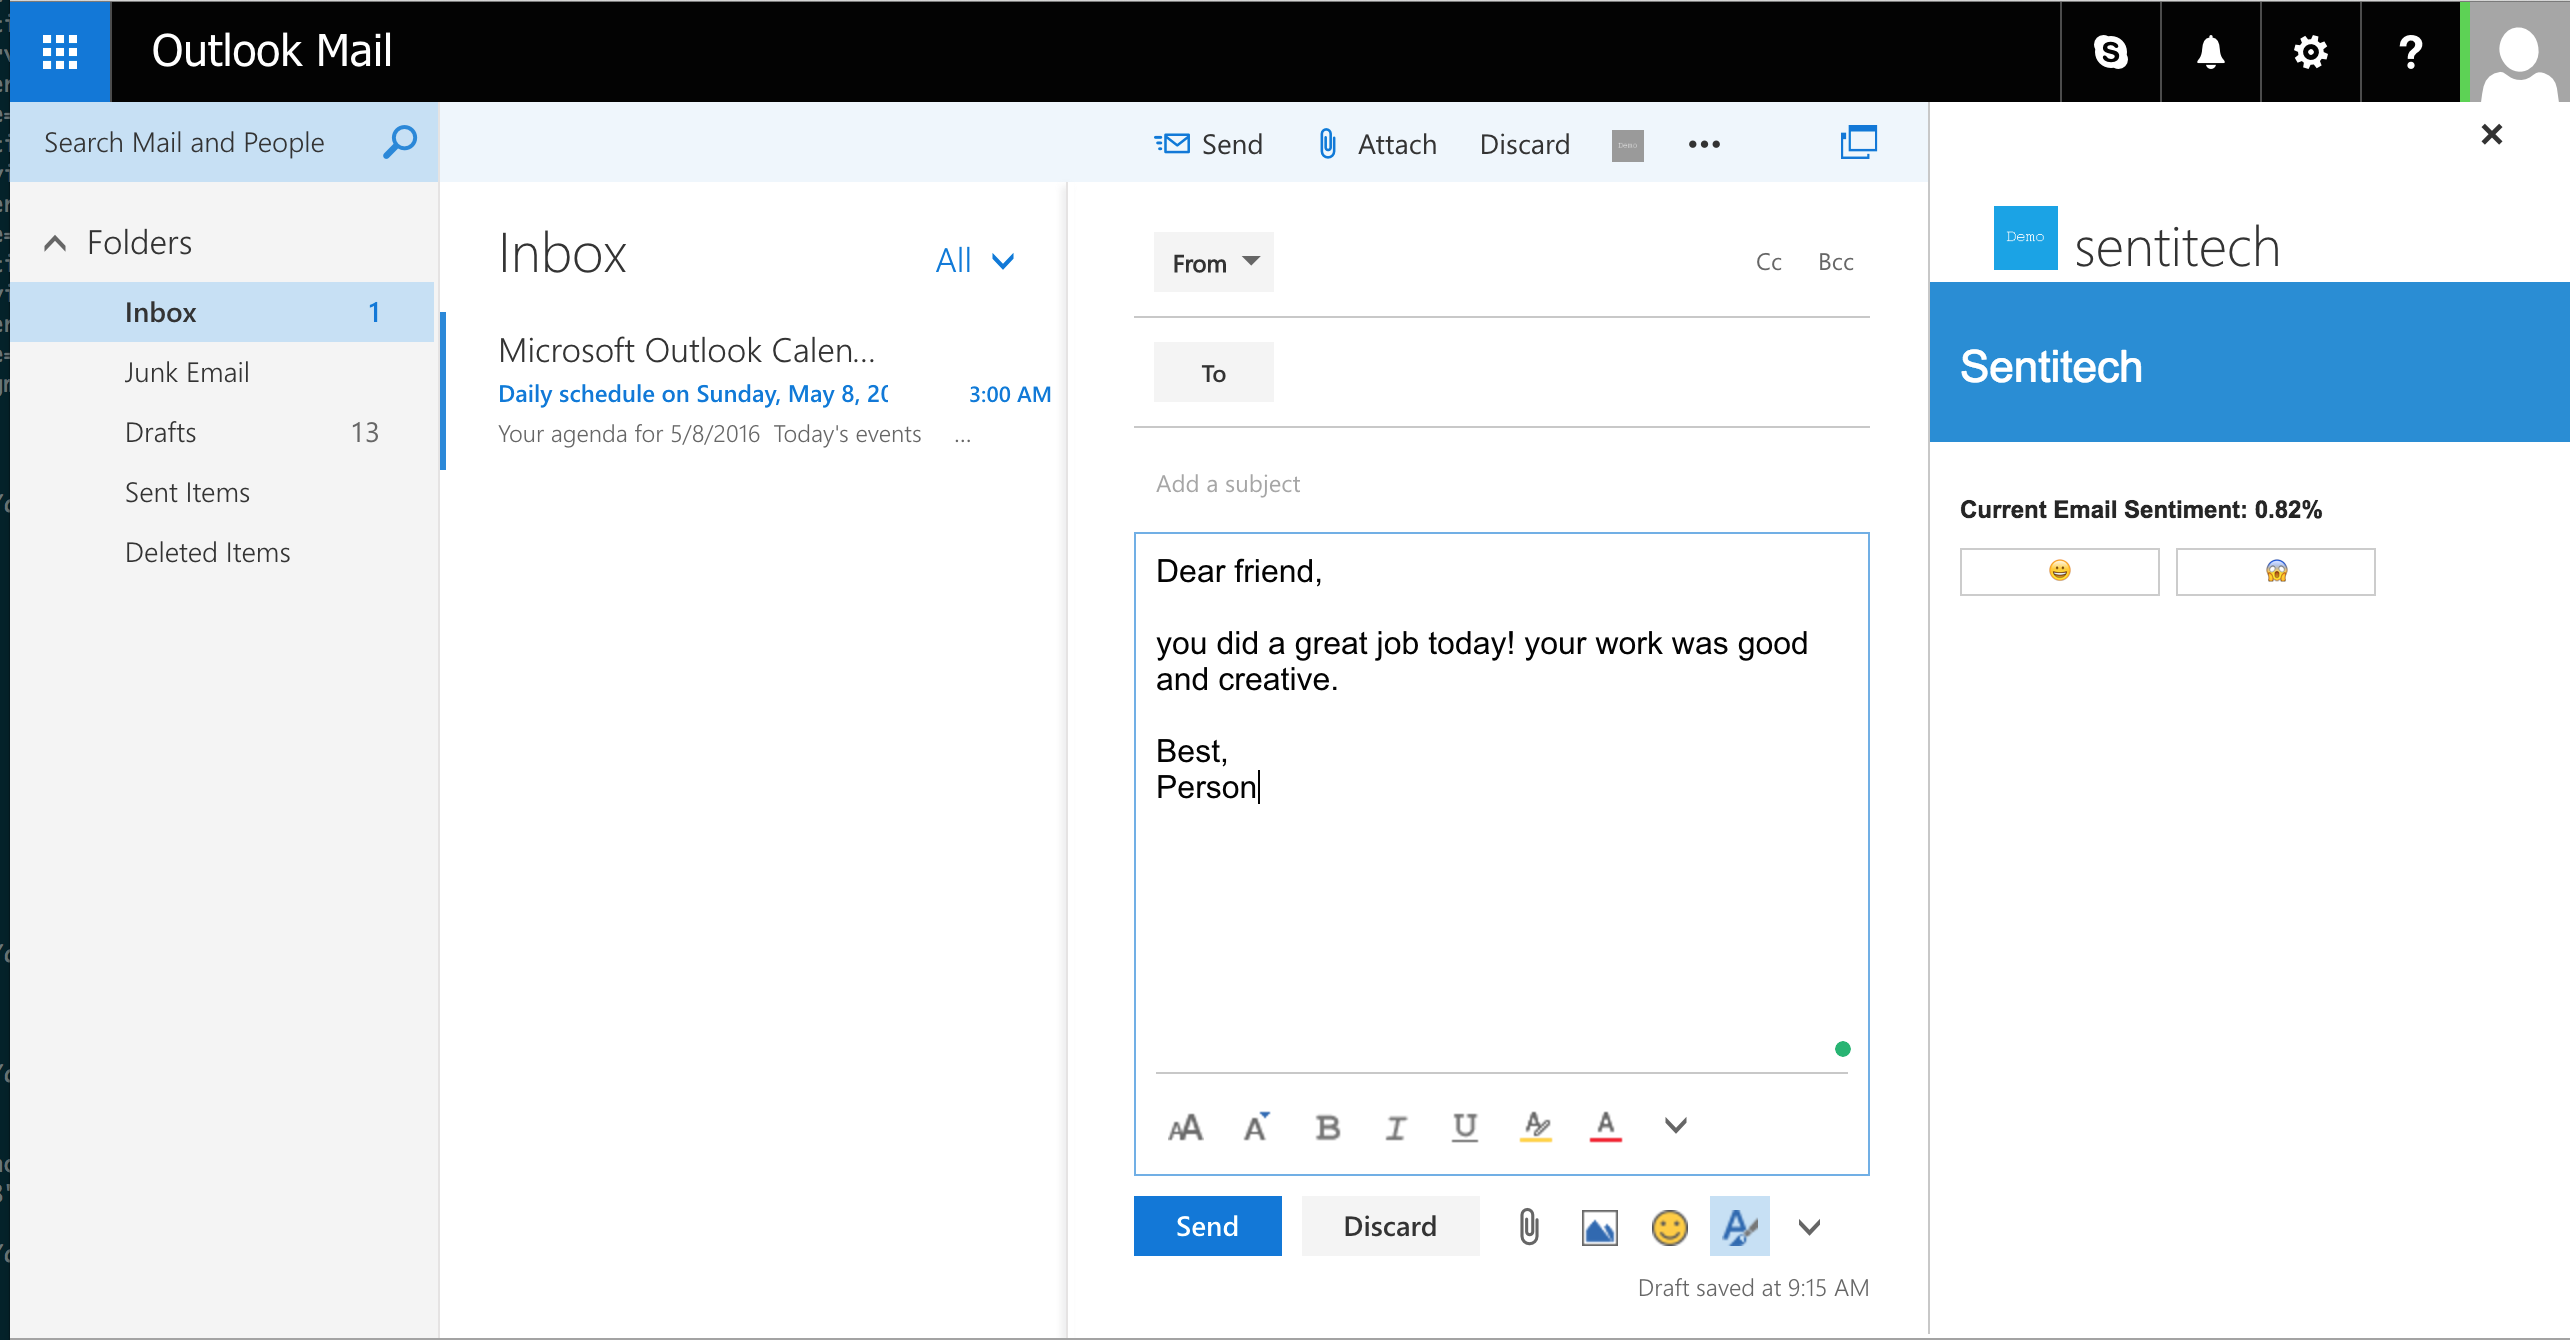 Outlook Mail
Search Mail and People
Send
Attach
Discard
Demo
Folders
Inbox 1
Junk Email
Drafts 13
Sent Items
Deleted Items
Inbox
All
Microsoft Outlook Calen...
Daily schedule on Sunday, May 8, 20
3:00 AM
Your agenda for 5/8/2016 Today's events ...
From
Cc
Bcc
To
Add a subject
Dear friend,
you did a great job today! your work was good
and creative.
Best,
Person
Send
Discard
Draft saved at 9:15 AM
Demo
sentitech
Sentitech
Current Email Sentiment: 0.82%